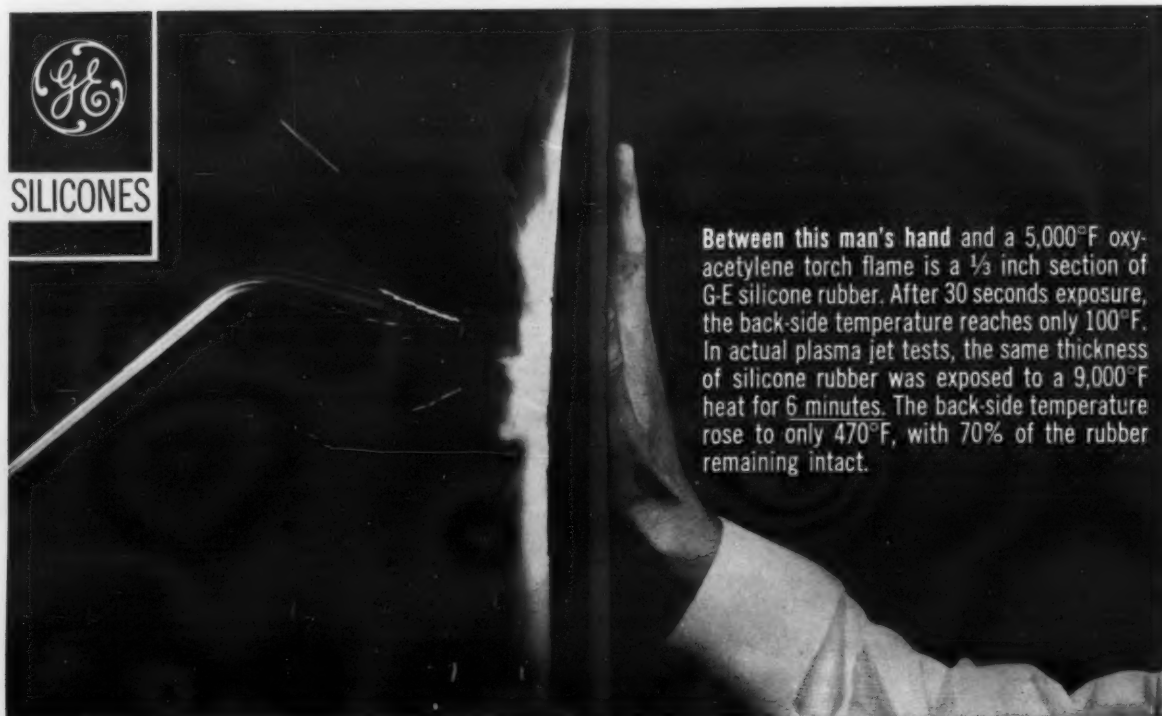 GE
SILICONES
Between this man's hand and a 5,000°F oxy-
acetylene torch flame is a ⅓ inch section of
G-E silicone rubber. After 30 seconds exposure,
the back-side temperature reaches only 100°F.
In actual plasma jet tests, the same thickness
of silicone rubber was exposed to a 9,000°F
heat for 6 minutes. The back-side temperature
rose to only 470°F, with 70% of the rubber
remaining intact.